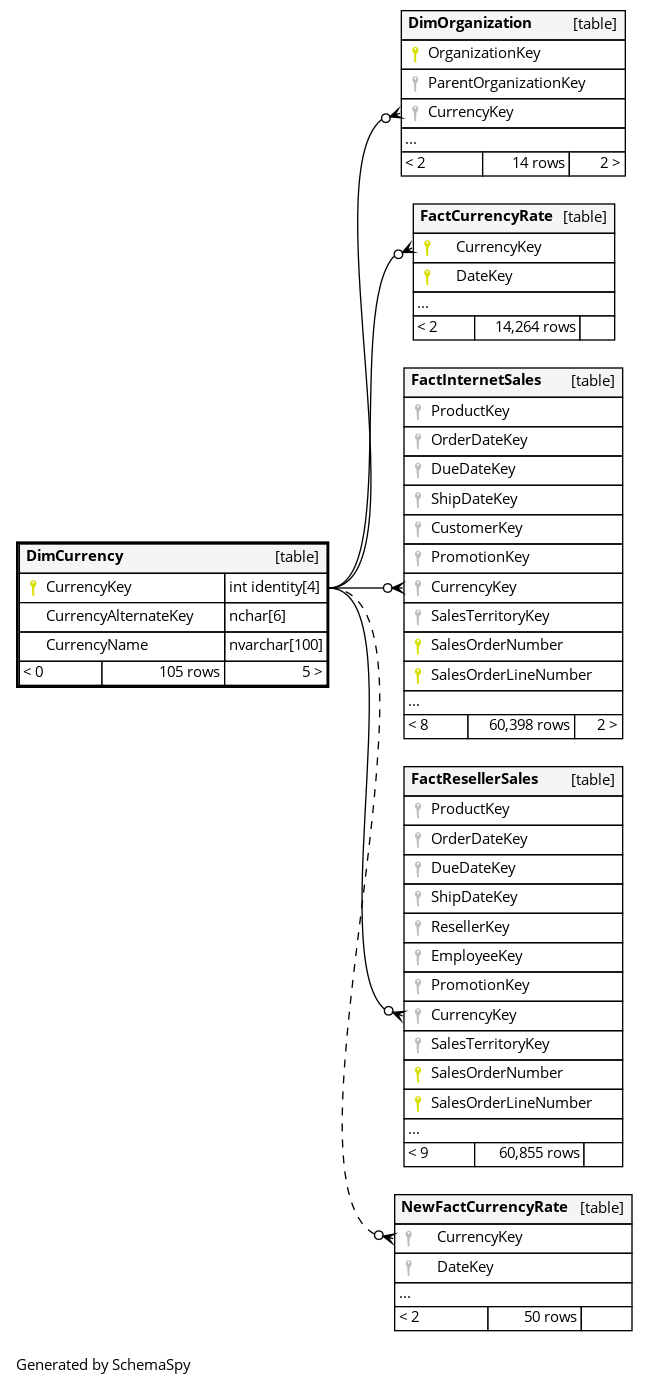 DimOrganization [table]
OrganizationKey
ParentOrganizationKey
CurrencyKey
...
< 2 14 rows 2 >
FactCurrencyRate [table]
CurrencyKey
DateKey
...
< 2 14,264 rows
FactInternetSales [table]
ProductKey
OrderDateKey
DueDateKey
ShipDateKey
CustomerKey
PromotionKey
CurrencyKey
SalesTerritoryKey
SalesOrderNumber
SalesOrderLineNumber
...
< 8 60,398 rows 2 >
DimCurrency [table]
CurrencyKey int identity[4]
CurrencyAlternateKey nchar[6]
CurrencyName nvarchar[100]
< 0 105 rows 5 >
FactResellerSales [table]
ProductKey
OrderDateKey
DueDateKey
ShipDateKey
ResellerKey
EmployeeKey
PromotionKey
CurrencyKey
SalesTerritoryKey
SalesOrderNumber
SalesOrderLineNumber
...
< 9 60,855 rows
NewFactCurrencyRate [table]
CurrencyKey
DateKey
...
< 2 50 rows
Generated by SchemaSpy